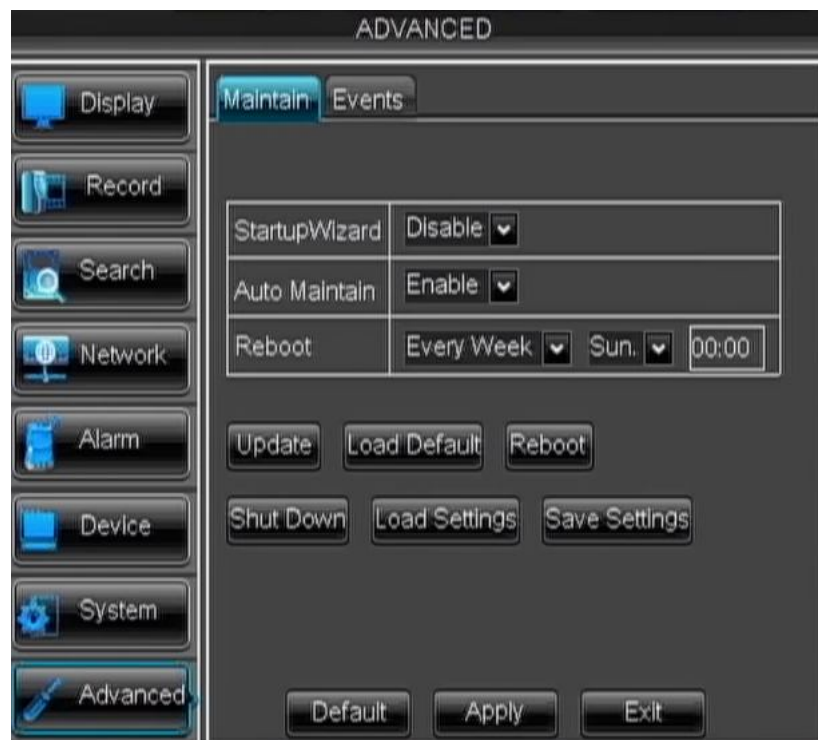 ADVANCED
Display
Record
Search
Network
Alarm
Device
System
Advanced
Maintain Events
StartupWizard Disable
Auto Maintain Enable
Reboot Every Week Sun. 00:00
Update Load Default Reboot
Shut Down Load Settings Save Settings
Default Apply Exit